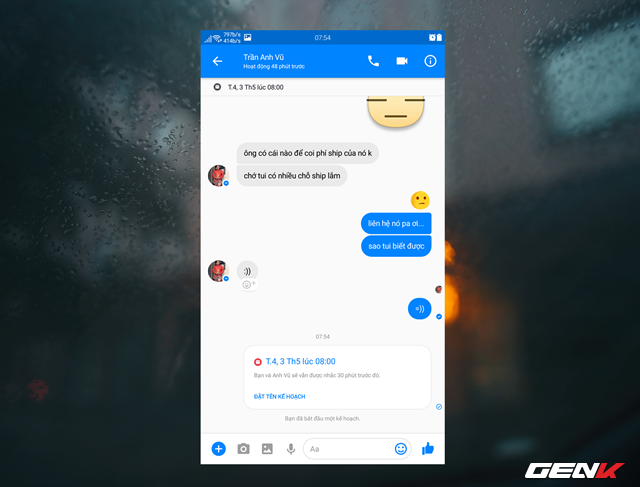 797b/s
414b/s
07:54
Trần Anh Vũ
Hoạt động 48 phút trước
T.4, 3 Th5 lúc 08:00
ông có cái nào để coi phí ship của nó k
chớ tui có nhiều chỗ ship lắm
liên hệ nó pa ơi...
sao tui biết được
:))
=))
07:54
T.4, 3 Th5 lúc 08:00
Bạn và Anh Vũ sẽ vẫn được nhắc 30 phút trước đó.
ĐẶT TÊN KẾ HOẠCH
Bạn đã bắt đầu một kế hoạch.
Aa
GENK